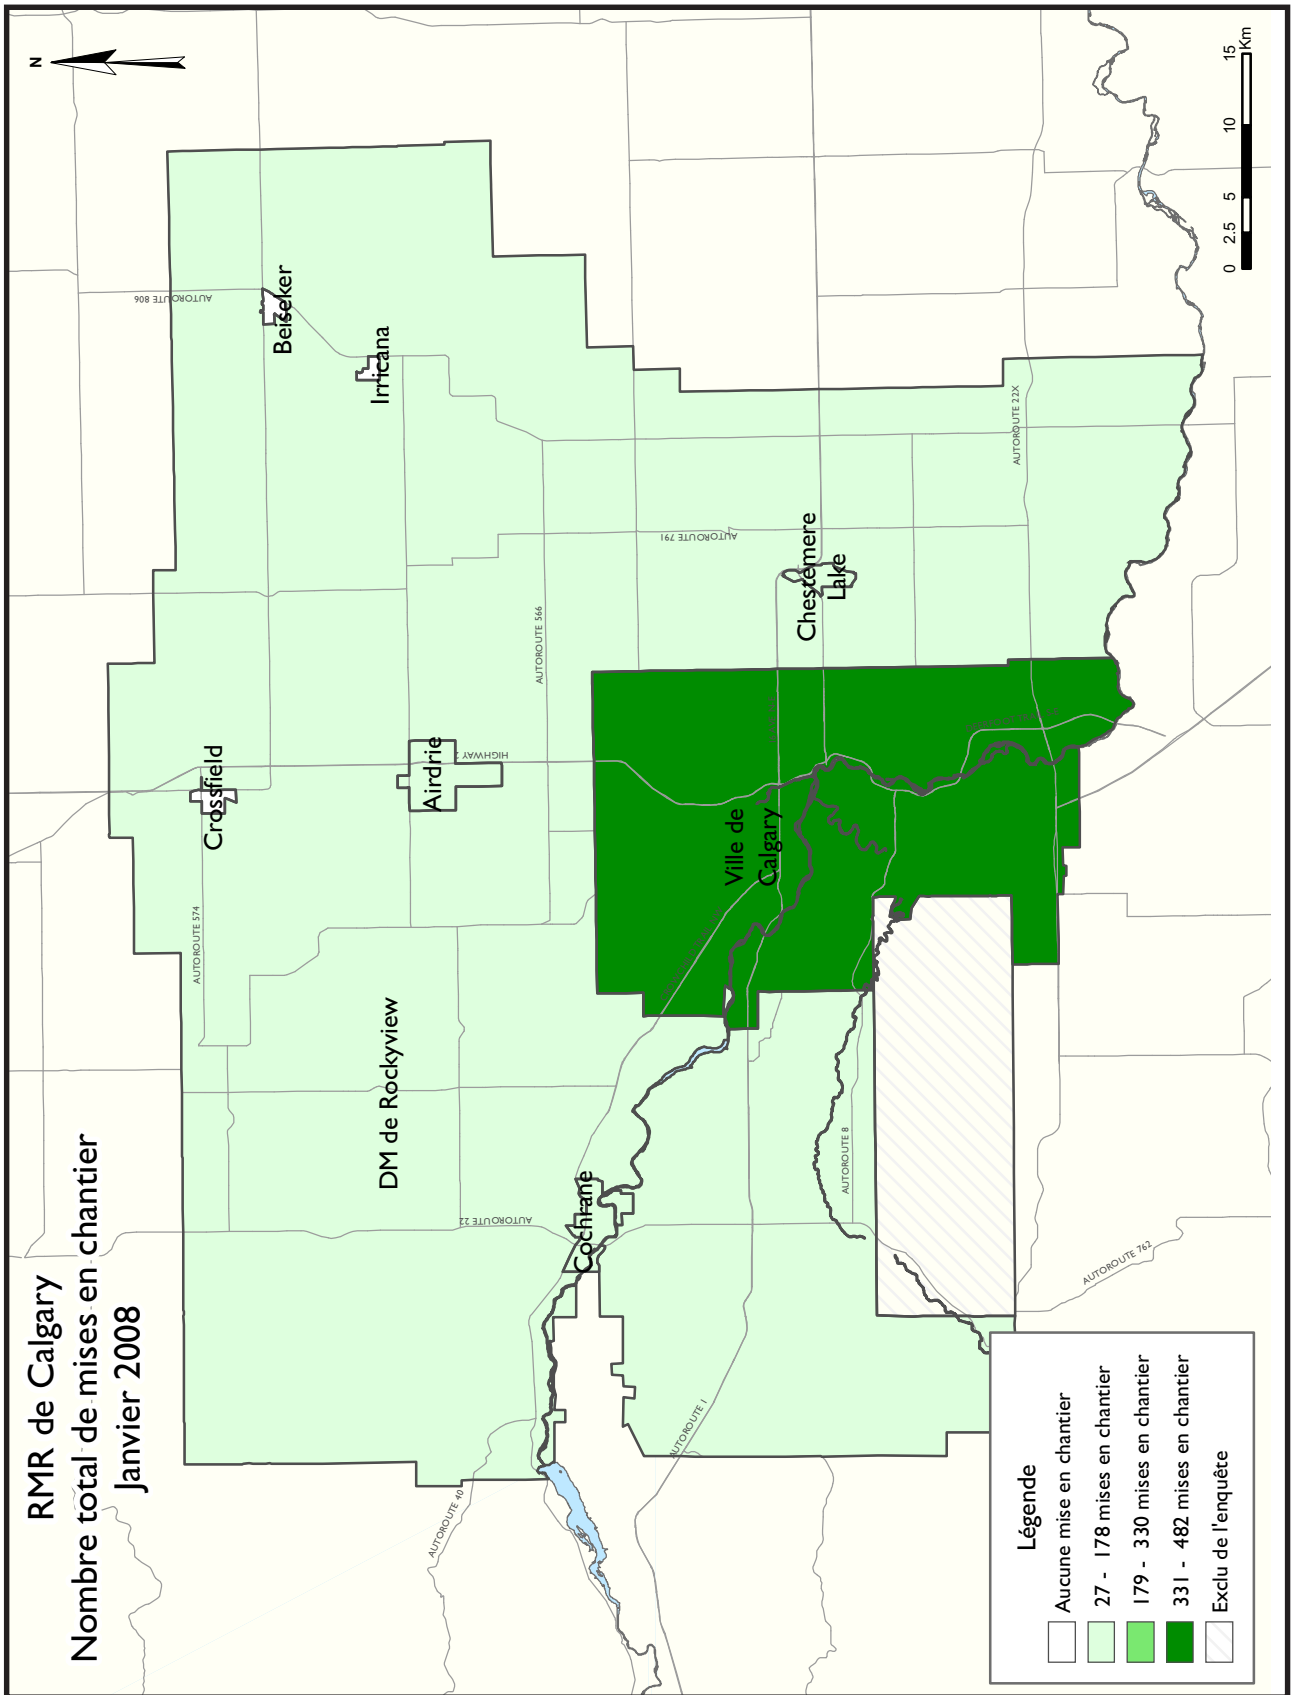 RMR de Calgary
Nombre total de mises en chantier
Janvier 2008
N
AUTOROUTE 806
Beiseker
Irricana
Crossfield
AUTOROUTE 574
Airdrie
HIGHWAY 2
AUTOROUTE 566
DM de Rockyview
AUTOROUTE 22
Cochrane
AUTOROUTE 40
AUTOROUTE 1
AUTOROUTE 791
Chestemere
Lake
Ville de
Calgary
AUTOROUTE 8
AUTOROUTE 22X
AUTOROUTE 762
Légende
Aucune mise en chantier
27 - 178 mises en chantier
179 - 330 mises en chantier
331 - 482 mises en chantier
Exclu de l'enquête
0 2.5 5 10 15
Km